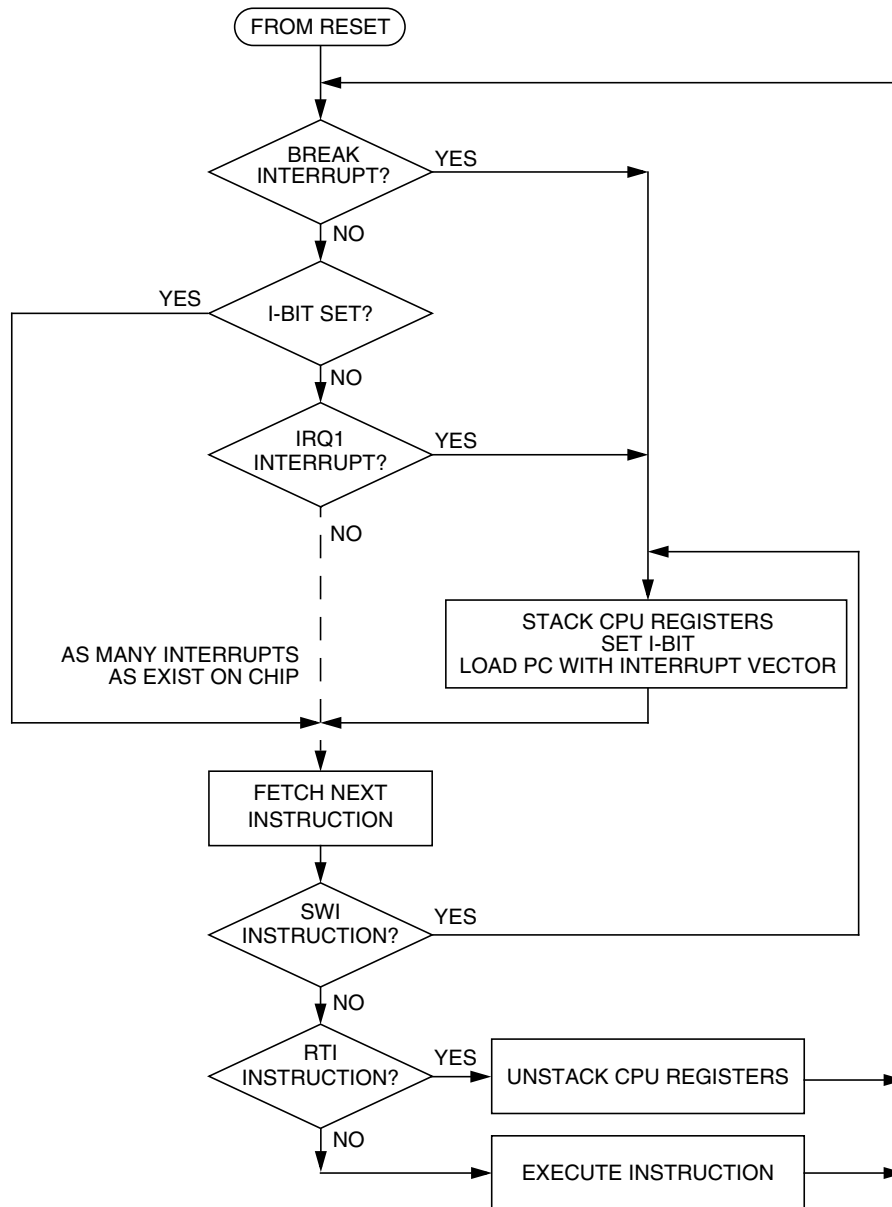 FROM RESET
BREAK
INTERRUPT?
YES
NO
YES
I-BIT SET?
NO
IRQ1
INTERRUPT?
YES
NO
STACK CPU REGISTERS
SET I-BIT
LOAD PC WITH INTERRUPT VECTOR
AS MANY INTERRUPTS
AS EXIST ON CHIP
FETCH NEXT
INSTRUCTION
SWI
INSTRUCTION?
YES
NO
RTI
INSTRUCTION?
YES
UNSTACK CPU REGISTERS
NO
EXECUTE INSTRUCTION